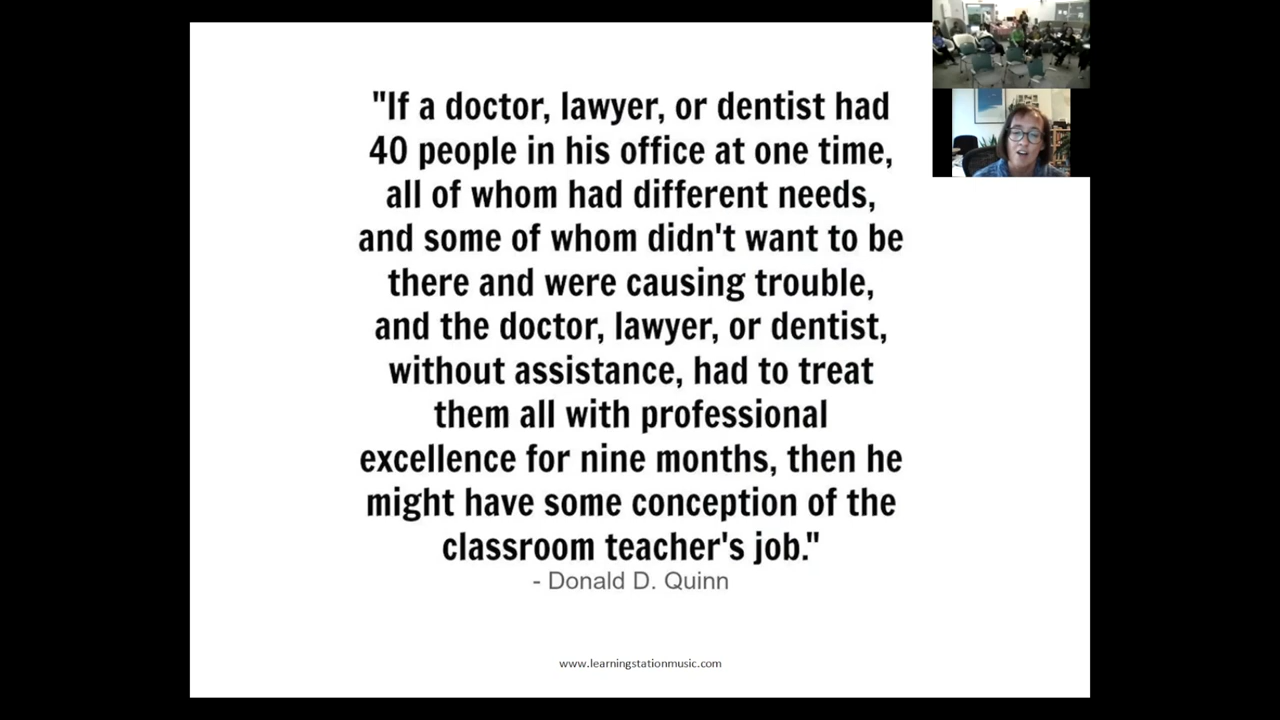 "If a doctor, lawyer, or dentist had
40 people in his office at one time,
all of whom had different needs,
and some of whom didn't want to be
there and were causing trouble,
and the doctor, lawyer, or dentist,
without assistance, had to treat
them all with professional
excellence for nine months, then he
might have some conception of the
classroom teacher's job."
- Donald D. Quinn
www.learningstationmusic.com